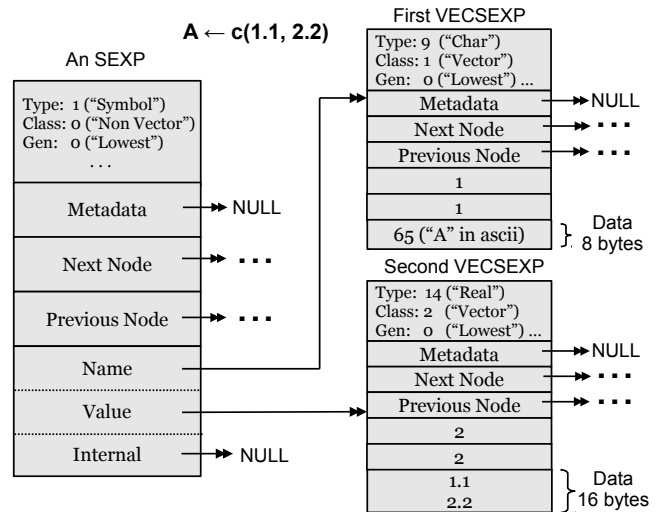 A ← c(1.1, 2.2)
An SEXP
Type: 1 (“Symbol”)
Class: 0 (“Non Vector”)
Gen: 0 (“Lowest”)
. . .
Metadata
NULL
Next Node
...
Previous Node
...
Name
Value
Internal
NULL
First VECSEXP
Type: 9 (“Char”)
Class: 1 (“Vector”)
Gen: 0 (“Lowest”) ...
Metadata
NULL
Next Node
...
Previous Node
...
1
1
65 (“A” in ascii)
Data
8 bytes
Second VECSEXP
Type: 14 (“Real”)
Class: 2 (“Vector”)
Gen: 0 (“Lowest”) ...
Metadata
NULL
Next Node
...
Previous Node
...
2
2
1.1
2.2
Data
16 bytes